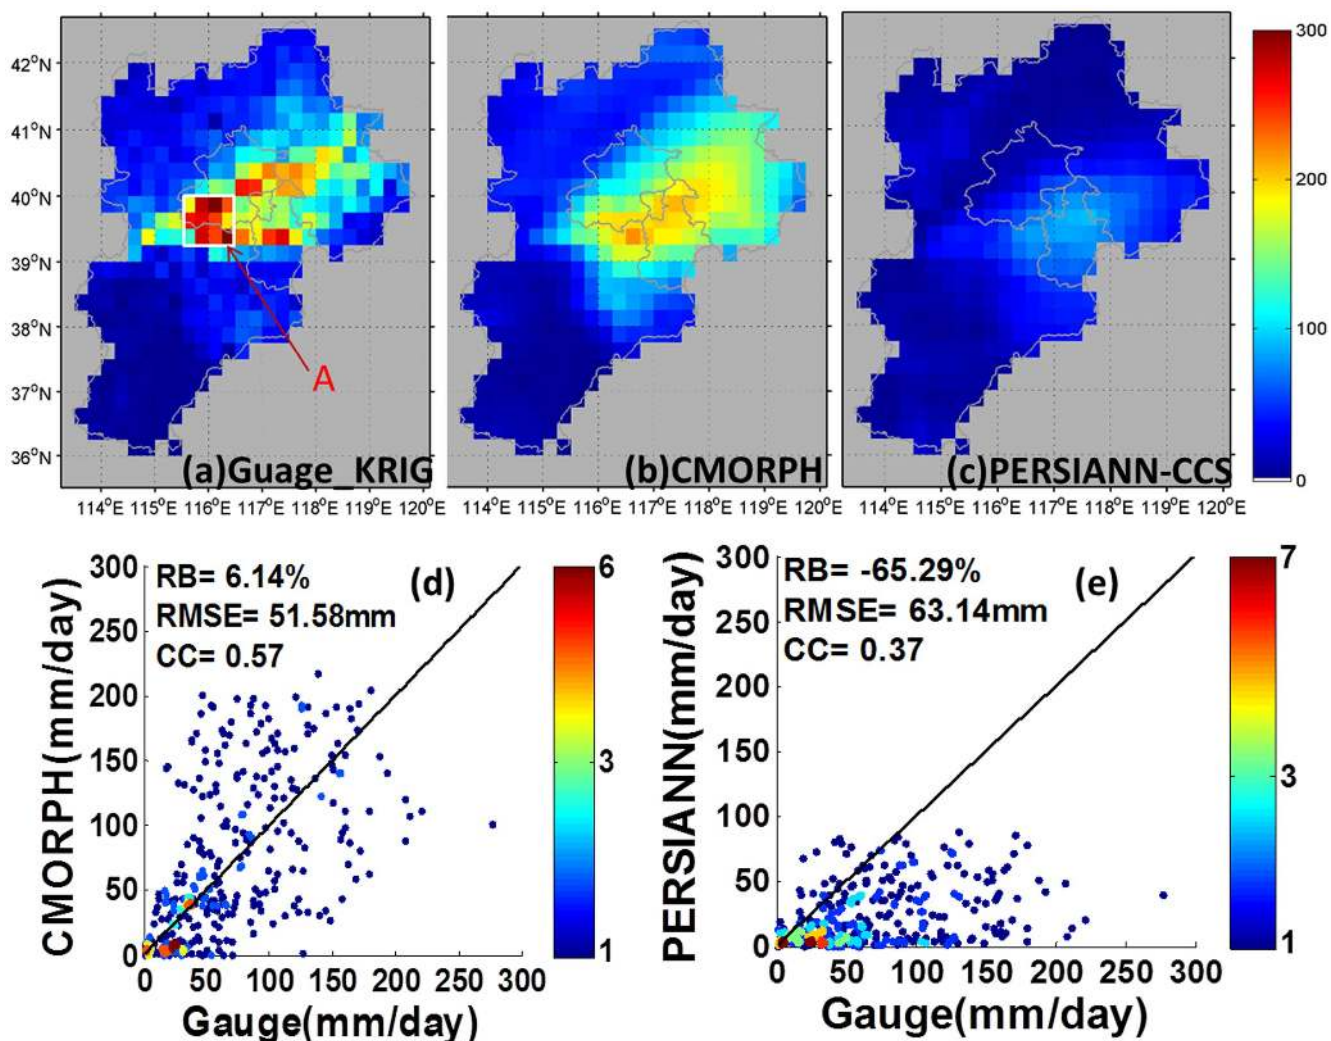 42°N
41°N
40°N
39°N
38°N
37°N
36°N
A
(a)Guage_KRIG
(b)CMORPH
(c)PERSIANN-CCS
114°E 115°E 116°E 117°E 118°E 119°E 120°E
114°E 115°E 116°E 117°E 118°E 119°E 120°E
114°E 115°E 116°E 117°E 118°E 119°E 120°E
300
200
100
0
RB= 6.14%
RMSE= 51.58mm
CC= 0.57
(d)
CMORPH(mm/day)
300
250
200
150
100
50
0
0 50 100 150 200 250 300
Gauge(mm/day)
6
3
1
RB= -65.29%
RMSE= 63.14mm
CC= 0.37
(e)
PERSIANN(mm/day)
300
250
200
150
100
50
0
0 50 100 150 200 250 300
Gauge(mm/day)
7
3
1